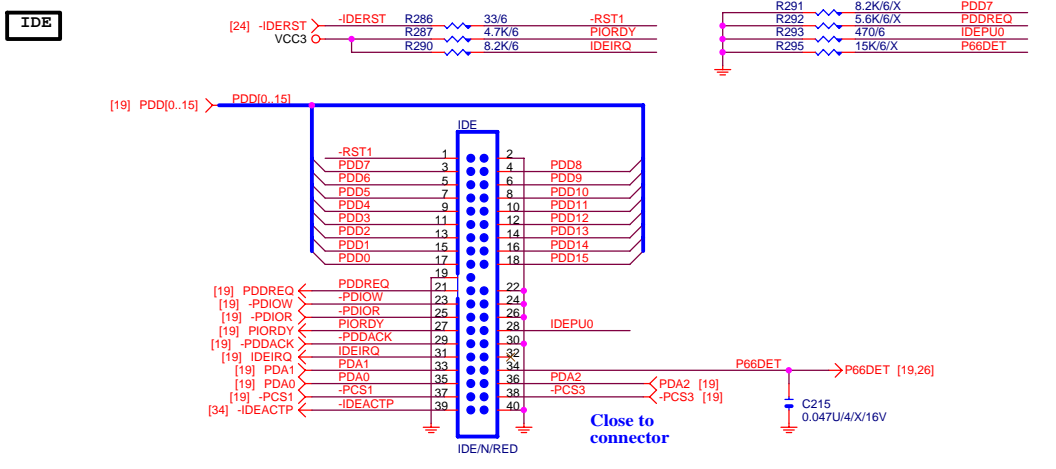 IDE
[24] -IDERST -IDERST R286 33/6 -RST1
VCC3 R287 4.7K/6 PIORDY
R290 8.2K/6 IDEIRQ
R291 8.2K/6/X PDD7
R292 5.6K/6/X PDDREQ
R293 470/6 IDEPU0
R295 15K/6/X P66DET
[19] PDD[0..15] PDD[0..15]
IDE
-RST1 1 2
PDD7 3 4 PDD8
PDD6 5 6 PDD9
PDD5 7 8 PDD10
PDD4 9 10 PDD11
PDD3 11 12 PDD12
PDD2 13 14 PDD13
PDD1 15 16 PDD14
PDD0 17 18 PDD15
19
[19] PDDREQ PDDREQ 21 22
[19] -PDIOW -PDIOW 23 24
[19] -PDIOR -PDIOR 25 26
[19] PIORDY PIORDY 27 28 IDEPU0
[19] -PDDACK -PDDACK 29 30
[19] IDEIRQ IDEIRQ 31 32
[19] PDA1 PDA1 33 34 P66DET P66DET [19,26]
[19] PDA0 PDA0 35 36 PDA2 PDA2 [19]
[19] -PCS1 -PCS1 37 38 -PCS3 -PCS3 [19]
[34] -IDEACTP -IDEACTP 39 40
C215
0.047U/4/X/16V
Close to
connector
IDE/N/RED